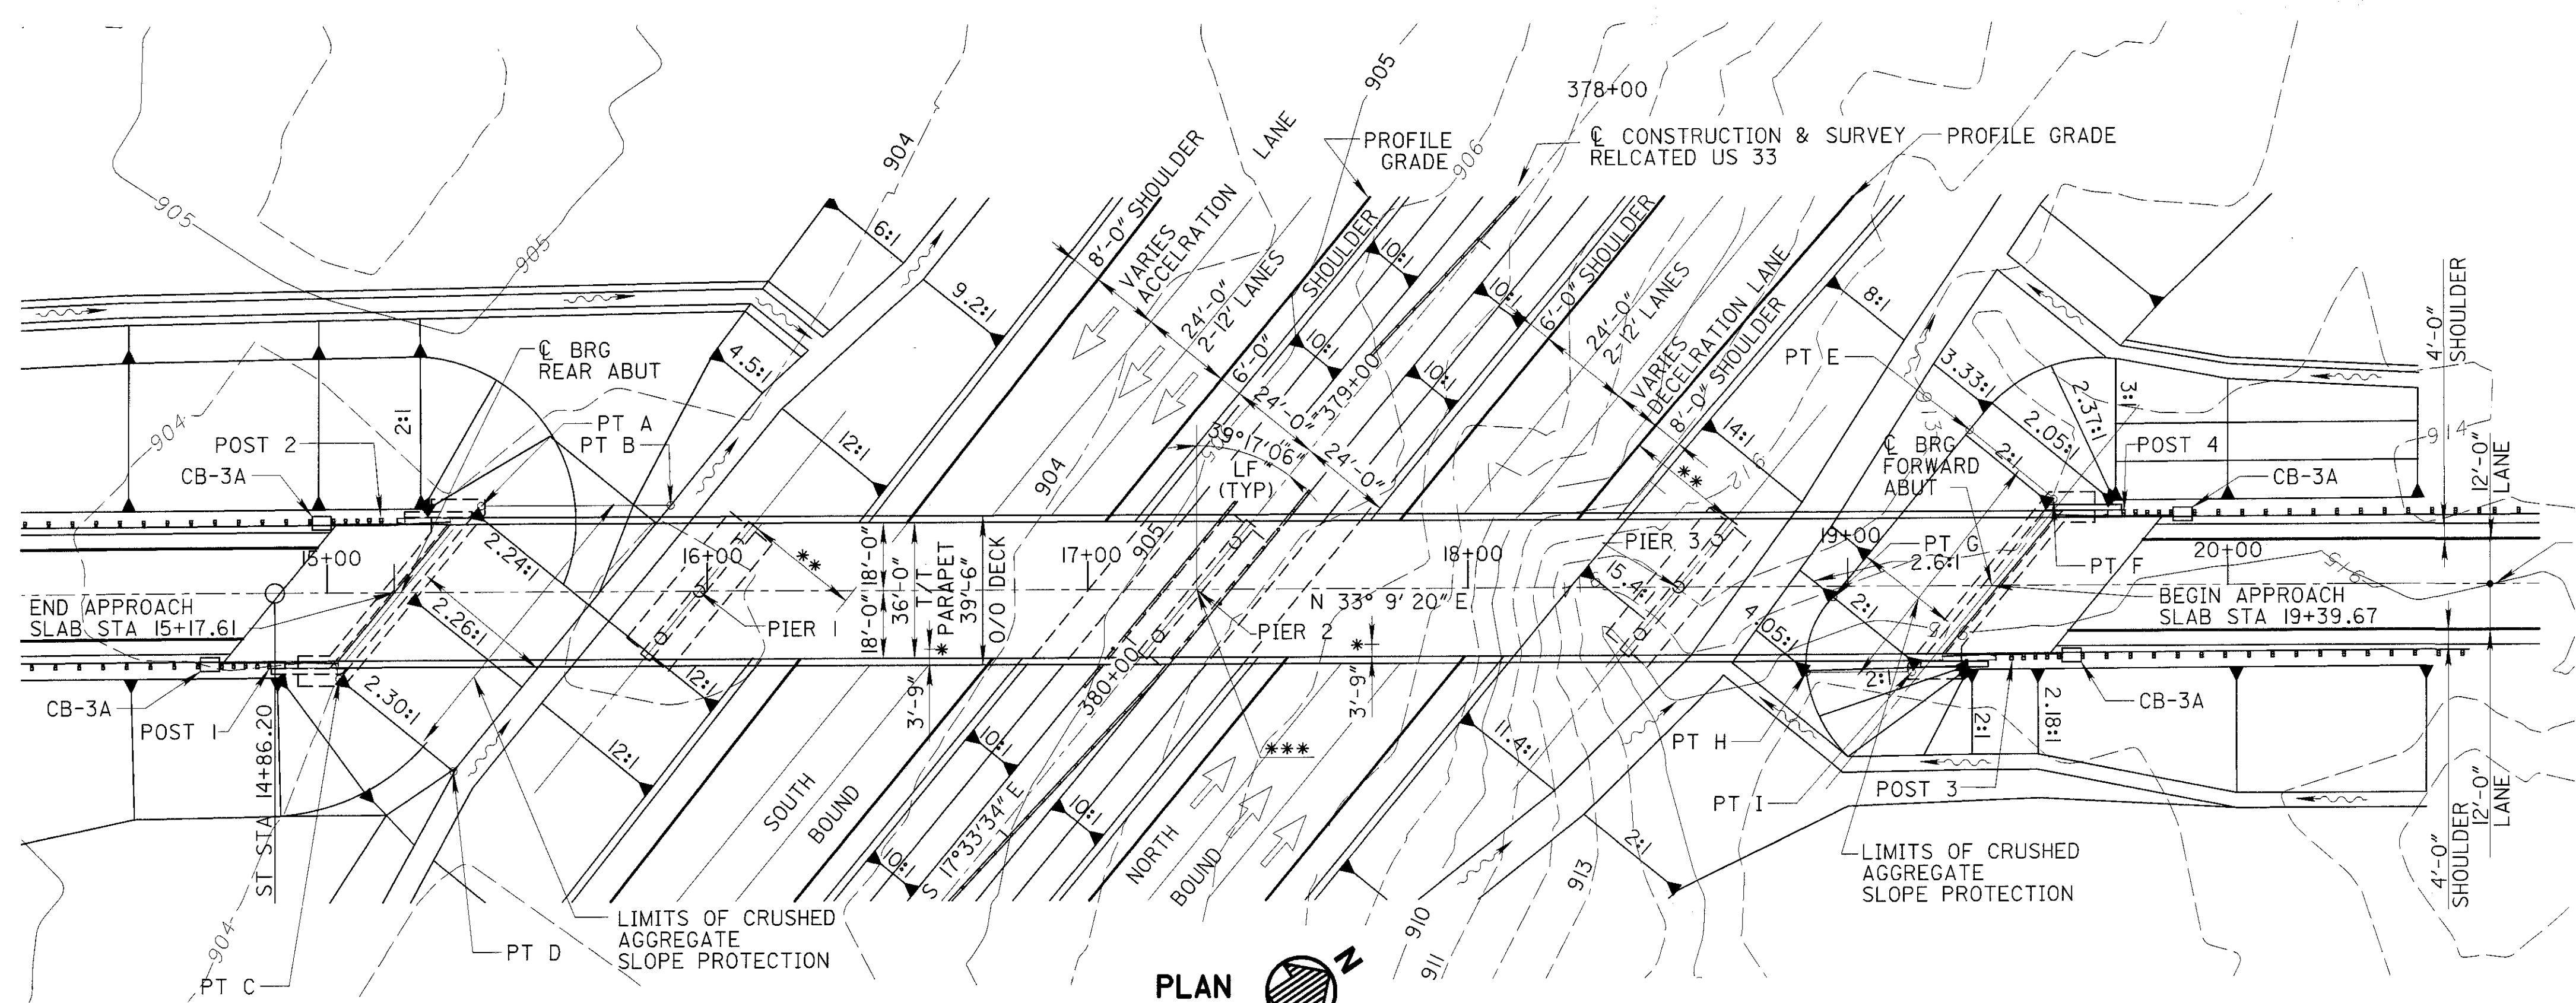 378+00
905
904
906
PROFILE
GRADE
℄ CONSTRUCTION & SURVEY
RELCATED US 33
PROFILE GRADE
905
905
6:1
9.2:1
8'-0" SHOULDER
VARIES
ACCELRATION
LANE
24'-0"
2-12' LANES
6'-0"
SHOULDER
10:1
10:1
10:1
10:1
6'-0" SHOULDER
24'-0"
2-12' LANES
VARIES
DECELRATION LANE
8'-0" SHOULDER
8:1
14:1
912
913
PT E
3.33:1
2.05:1
2.37:1
3:1
2:1
4'-0"
SHOULDER
12'-0"
LANE
914
℄ BRG
REAR ABUT
4.5:1
12:1
2:1
904
POST 2
CB-3A
PT A
PT B
24'-0"
379+00
39°17'06"
LF
(TYP)
24'-0"
904
905
**
**
℄ BRG
FORWARD
ABUT
POST 4
CB-3A
15+00
16+00
17+00
18+00
19+00
20+00
2.24:1
2.26:1
2.30:1
12:1
12:1
18'-0"
18'-0"
36'-0"
T/T
* PARAPET
39'-6"
O/O DECK
PIER 1
PIER 2
PIER 3
N 33° 9' 20" E
15.4:1
PT G
2.6:1
2:1
4.05:1
PT F
915
END APPROACH
SLAB STA 15+17.61
BEGIN APPROACH
SLAB STA 19+39.67
CB-3A
POST 1
ST STA 14+86.20
3'-9"
3'-9"
*
***
380+00
S 17°33'34" E
10:1
10:1
10:1
SOUTH
BOUND
NORTH
BOUND
11.4:1
2:1
2:1
2:1
2.18:1
CB-3A
PT H
PT I
POST 3
4'-0"
SHOULDER
12'-0"
LANE
904
PT C
PT D
LIMITS OF CRUSHED
AGGREGATE
SLOPE PROTECTION
LIMITS OF CRUSHED
AGGREGATE
SLOPE PROTECTION
910
911
913
PLAN
N